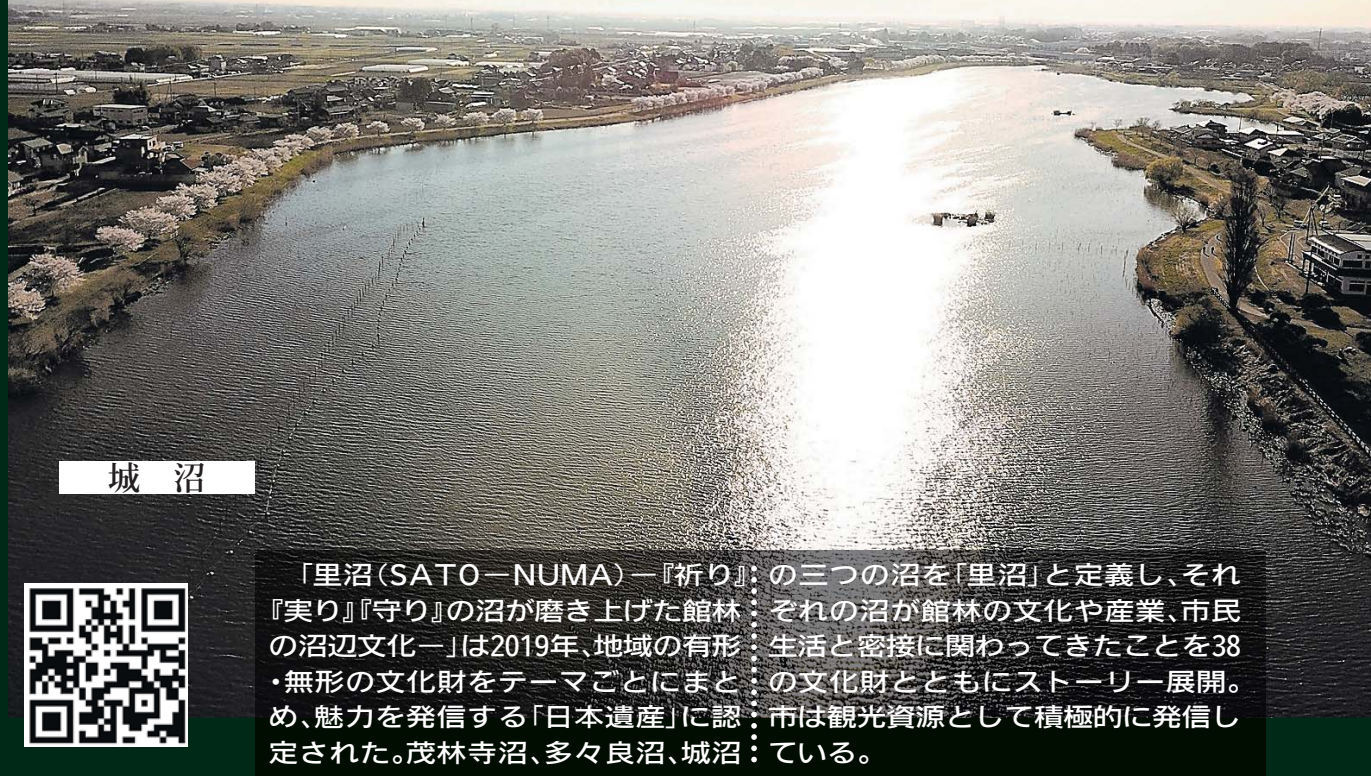 城 沼
「里沼(SATO－NUMA)－『祈り』
『実り』『守り』の沼が磨き上げた館林
の沼辺文化－」は2019年、地域の有形
・無形の文化財をテーマごとにまと
め、魅力を発信する「日本遺産」に認
定された。茂林寺沼、多々良沼、城沼
の三つの沼を「里沼」と定義し、それ
ぞれの沼が館林の文化や産業、市民
生活と密接に関わってきたことを38
の文化財とともにストーリー展開。
市は観光資源として積極的に発信し
ている。